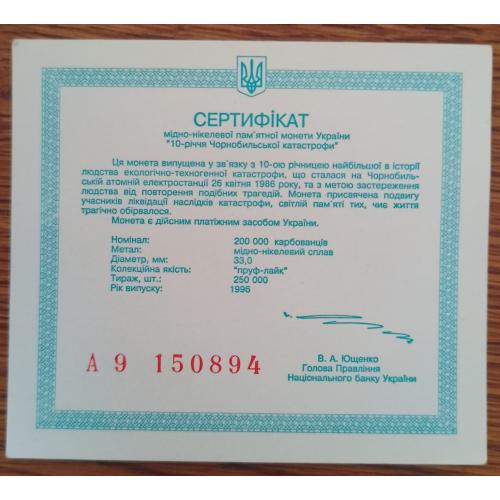 СЕРТИФІКАТ
мідно-нікелевої пам'ятної монети України
"10-річчя Чорнобильської катастрофи"
Ця монета випущена у зв'язку з 10-ою річницею найбільшої в історії
людства екологічно-техногенної катастрофи, що сталася на Чорнобиль-
ській атомній електростанції 26 квітня 1986 року, та з метою застереження
людства від повторення подібних трагедій. Монета присвячена подвигу
учасників ліквідації наслідків катастрофи, світлій пам'яті тих, чиє життя
трагічно обірвалося.
Монета є дійсним платіжним засобом України.
Номінал: 200 000 карбованців
Метал: мідно-нікелевий сплав
Діаметр, мм: 33,0
Колекційна якість: "пруф-лайк"
Тираж, шт.: 250 000
Рік випуску: 1996
А 9 150894
В. А. Ющенко
Голова Правління
Національного банку України